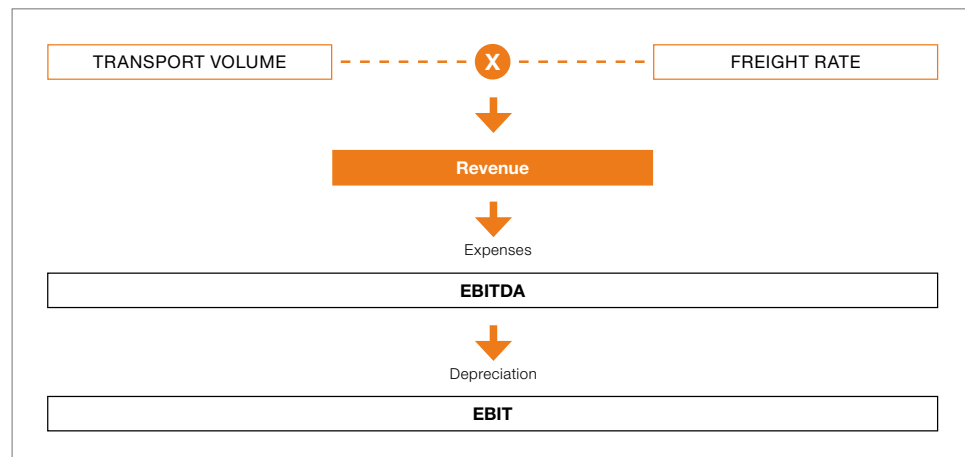 TRANSPORT VOLUME
X
FREIGHT RATE
Revenue
Expenses
EBITDA
Depreciation
EBIT